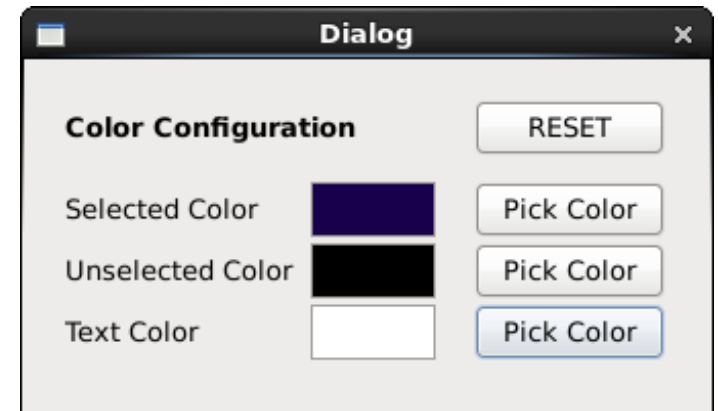 Dialog
Color Configuration RESET
Selected Color Pick Color
Unselected Color Pick Color
Text Color Pick Color